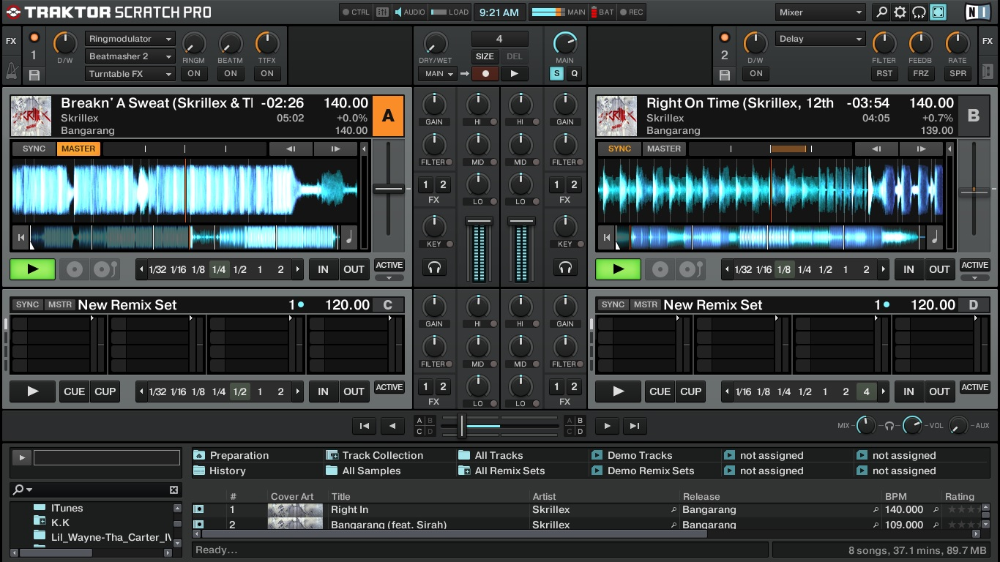 TRAKTOR SCRATCH PRO CTRL AUDIO LOAD 9:21 AM MAIN BAT REC Mixer NI
FX 1 D/W Ringmodulator Beatmasher 2 Turntable FX RINGM BEATM TTFX ON ON ON
DRY/WET 4 SIZE DEL MAIN MAIN S Q
2 D/W ON Delay FILTER FEEDB RATE RST FRZ SPR FX
Breakn' A Sweat (Skrillex & -02:26 140.00 A
Skrillex 05:02 +0.0%
Bangarang 140.00
SYNC MASTER
GAIN HI HI GAIN
FILTER MID MID FILTER
1 2 LO LO 1 2
FX FX
KEY KEY
Right On Time (Skrillex, 12th -03:54 140.00 B
Skrillex 04:05 +0.7%
Bangarang 139.00
SYNC MASTER
1/32 1/16 1/8 1/4 1/2 1 2 IN OUT ACTIVE
1/32 1/16 1/8 1/4 1/2 1 2 IN OUT ACTIVE
SYNC MSTR New Remix Set 1 120.00 C
GAIN HI HI GAIN
FILTER MID MID FILTER
1 2 LO LO 1 2
FX FX
SYNC MSTR New Remix Set 1 120.00 D
CUE CUP 1/32 1/16 1/8 1/4 1/2 1 2 IN OUT ACTIVE
CUE CUP 1/16 1/8 1/4 1/2 1 2 4 IN OUT ACTIVE
A B C D A B C D MIX VOL AUX
Preparation Track Collection All Tracks Demo Tracks not assigned not assigned
History All Samples All Remix Sets Demo Remix Sets not assigned not assigned
# Cover Art Title Artist Release BPM Rating
1 Right In Skrillex Bangarang 140.000
2 Bangarang (feat. Sirah) Skrillex Bangarang 109.000
ITunes
K.K
Lil_Wayne-Tha_Carter_IV
Ready... 8 songs, 37.1 mins, 89.7 MB